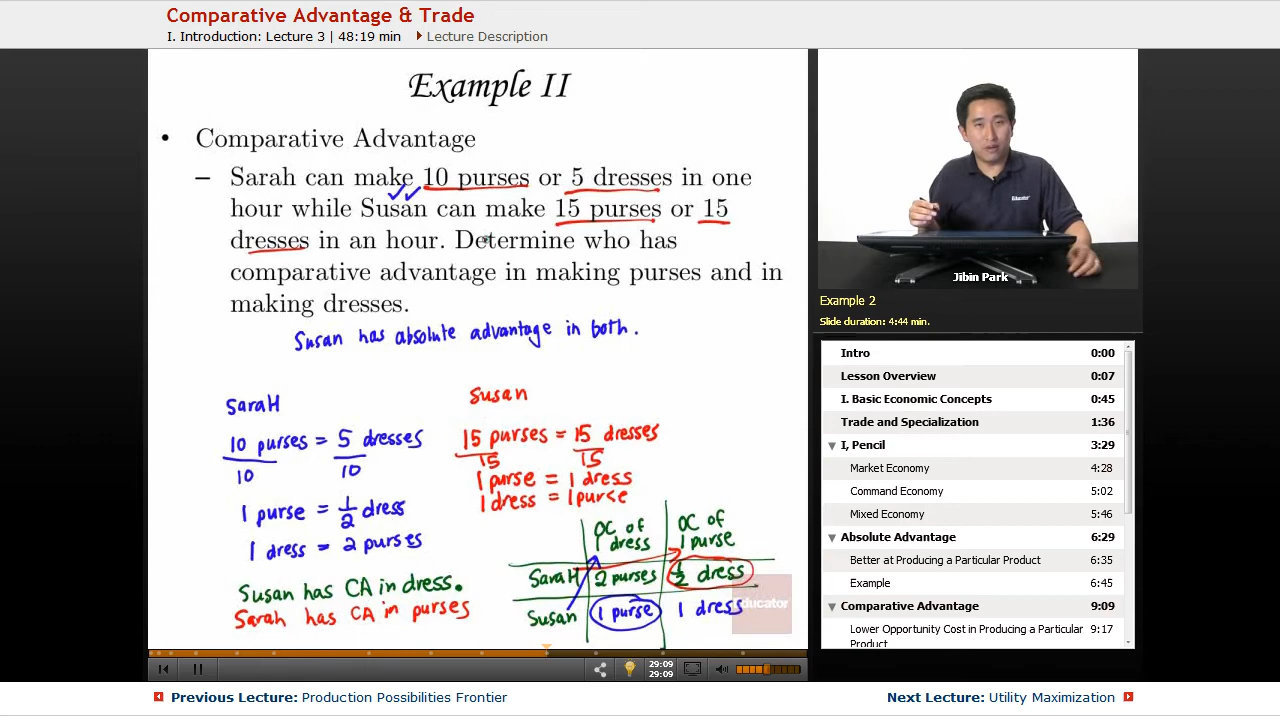 Comparative Advantage & Trade
I. Introduction: Lecture 3 | 48:19 min
Lecture Description
Example II
• Comparative Advantage
– Sarah can make 10 purses or 5 dresses in one
hour while Susan can make 15 purses or 15
dresses in an hour. Determine who has
comparative advantage in making purses and in
making dresses.
Susan has absolute advantage in both.
SaraH
10 purses = 5 dresses
10 10
1 purse = 1/2 dress
1 dress = 2 purses
Susan has CA in dress.
Sarah has CA in purses
Susan
15 purses = 15 dresses
15 15
1 purse = 1 dress
1 dress = 1 purse
OC of
1 dress
OC of
1 purse
SaraH 2 purses 1/2 dress
Susan 1 purse 1 dress
Educator
29:09
29:09
Educator
Jibin Park
Example 2
Slide duration: 4:44 min.
Intro 0:00
Lesson Overview 0:07
I. Basic Economic Concepts 0:45
Trade and Specialization 1:36
I, Pencil 3:29
Market Economy 4:28
Command Economy 5:02
Mixed Economy 5:46
Absolute Advantage 6:29
Better at Producing a Particular Product 6:35
Example 6:45
Comparative Advantage 9:09
Lower Opportunity Cost in Producing a Particular 9:17
Product
Previous Lecture: Production Possibilities Frontier
Next Lecture: Utility Maximization